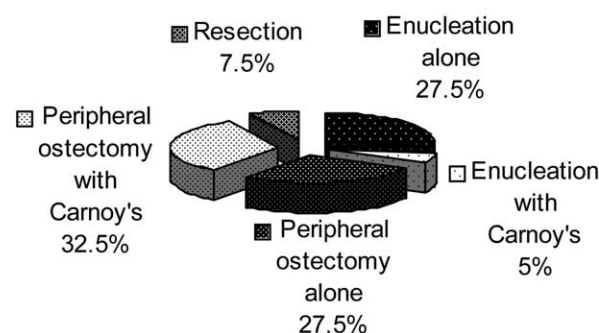 Resection
7.5%
Enucleation
alone
27.5%
Peripheral
ostectomy
with
Carnoy's
32.5%
Enucleation
with
Carnoy's
5%
Peripheral
ostectomy
alone
27.5%